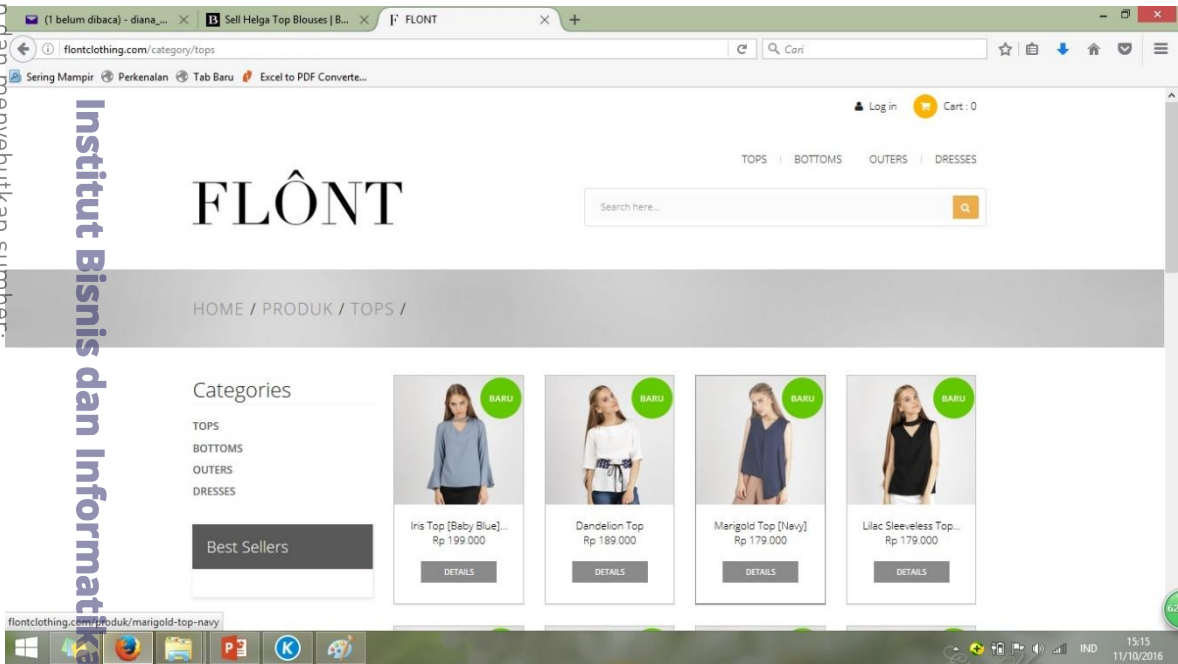 (1 belum dibaca) - diana_...
Sell Helga Top Blouses | B...
FLONT
flontclothing.com/category/tops
Cari
Sering Mampir
Perkenalan
Tab Baru
Excel to PDF Converte...
Log in
Cart : 0
TOPS
BOTTOMS
OUTERS
DRESSES
FLÔNT
Search here...
HOME / PRODUK / TOPS /
Categories
TOPS
BOTTOMS
OUTERS
DRESSES
Best Sellers
BARU
BARU
BARU
BARU
Iris Top [Baby Blue]...
Rp 199.000
DETAILS
Dandelion Top
Rp 189.000
DETAILS
Marigold Top [Navy]
Rp 179.000
DETAILS
Lilac Sleeveless Top...
Rp 179.000
DETAILS
62
flontclothing.com/produk/marigold-top-navy
IND
15:15
11/10/2016
Institut Bisnis dan Informatika
dan menyebutkan sumber: